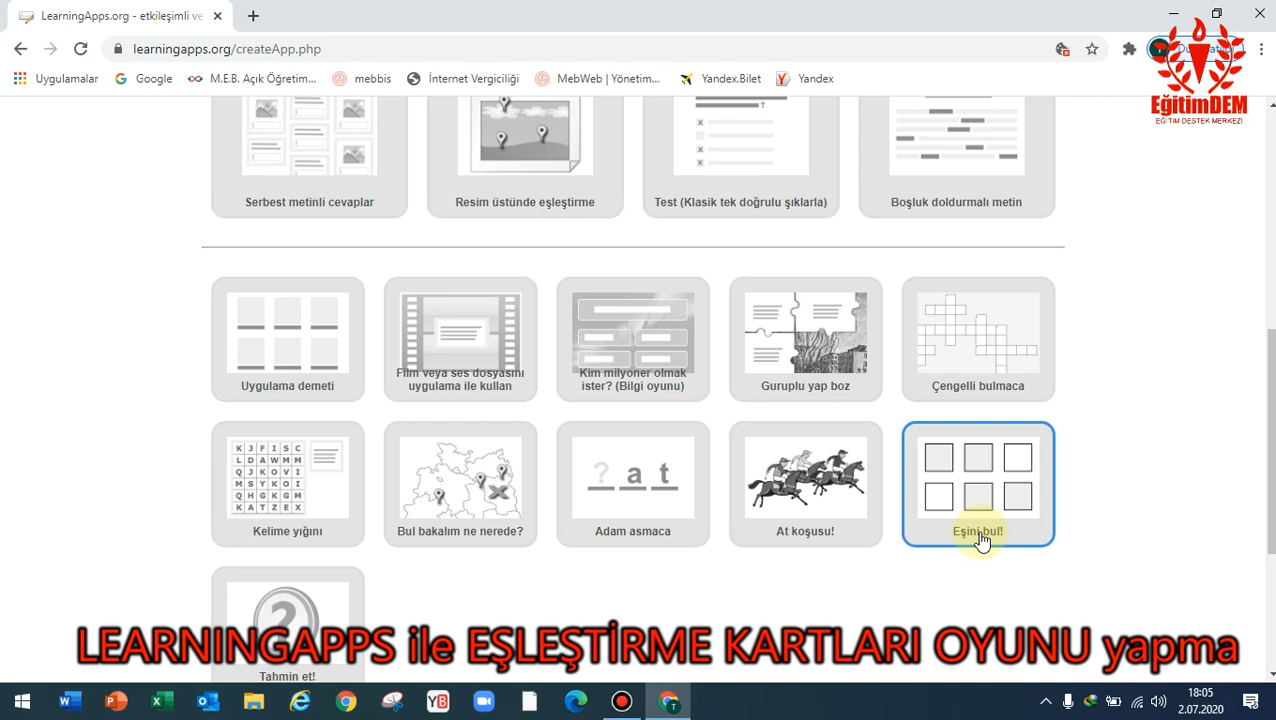 LearningApps - etkileşimli ve
learningapps.org/createApp.php
Uygulamalar
Google
M.E.B. Açık Öğretim...
mebbis
İnternet Vergiciliği
MebWeb | Yönetim...
Yandex.Bilet
Yandex
EğitimDEM
EĞİTİM DESTEK MERKEZİ
Serbest metinli cevaplar
Resim üstünde eşleştirme
Test (Klasik tek doğrulu şıklarla)
Boşluk doldurmalı metin
Uygulama demeti
Film veya ses dosyasını
uygulama ile kullan
Kim milyoner olmak
ister? (Bilgi oyunu)
Guruplu yap boz
Çengelli bulmaca
K J F I S C
L D A W M M
Q J K O V I
M S Y K O I
Q H G K G M
K A T Z E X
Kelime yığını
Bul bakalım ne nerede?
? a t
Adam asmaca
At koşusu!
Eşini bul!
?
Tahmin et!
LEARNINGAPPS ile EŞLEŞTİRME KARTLARI OYUNU yapma
18:05
2.07.2020